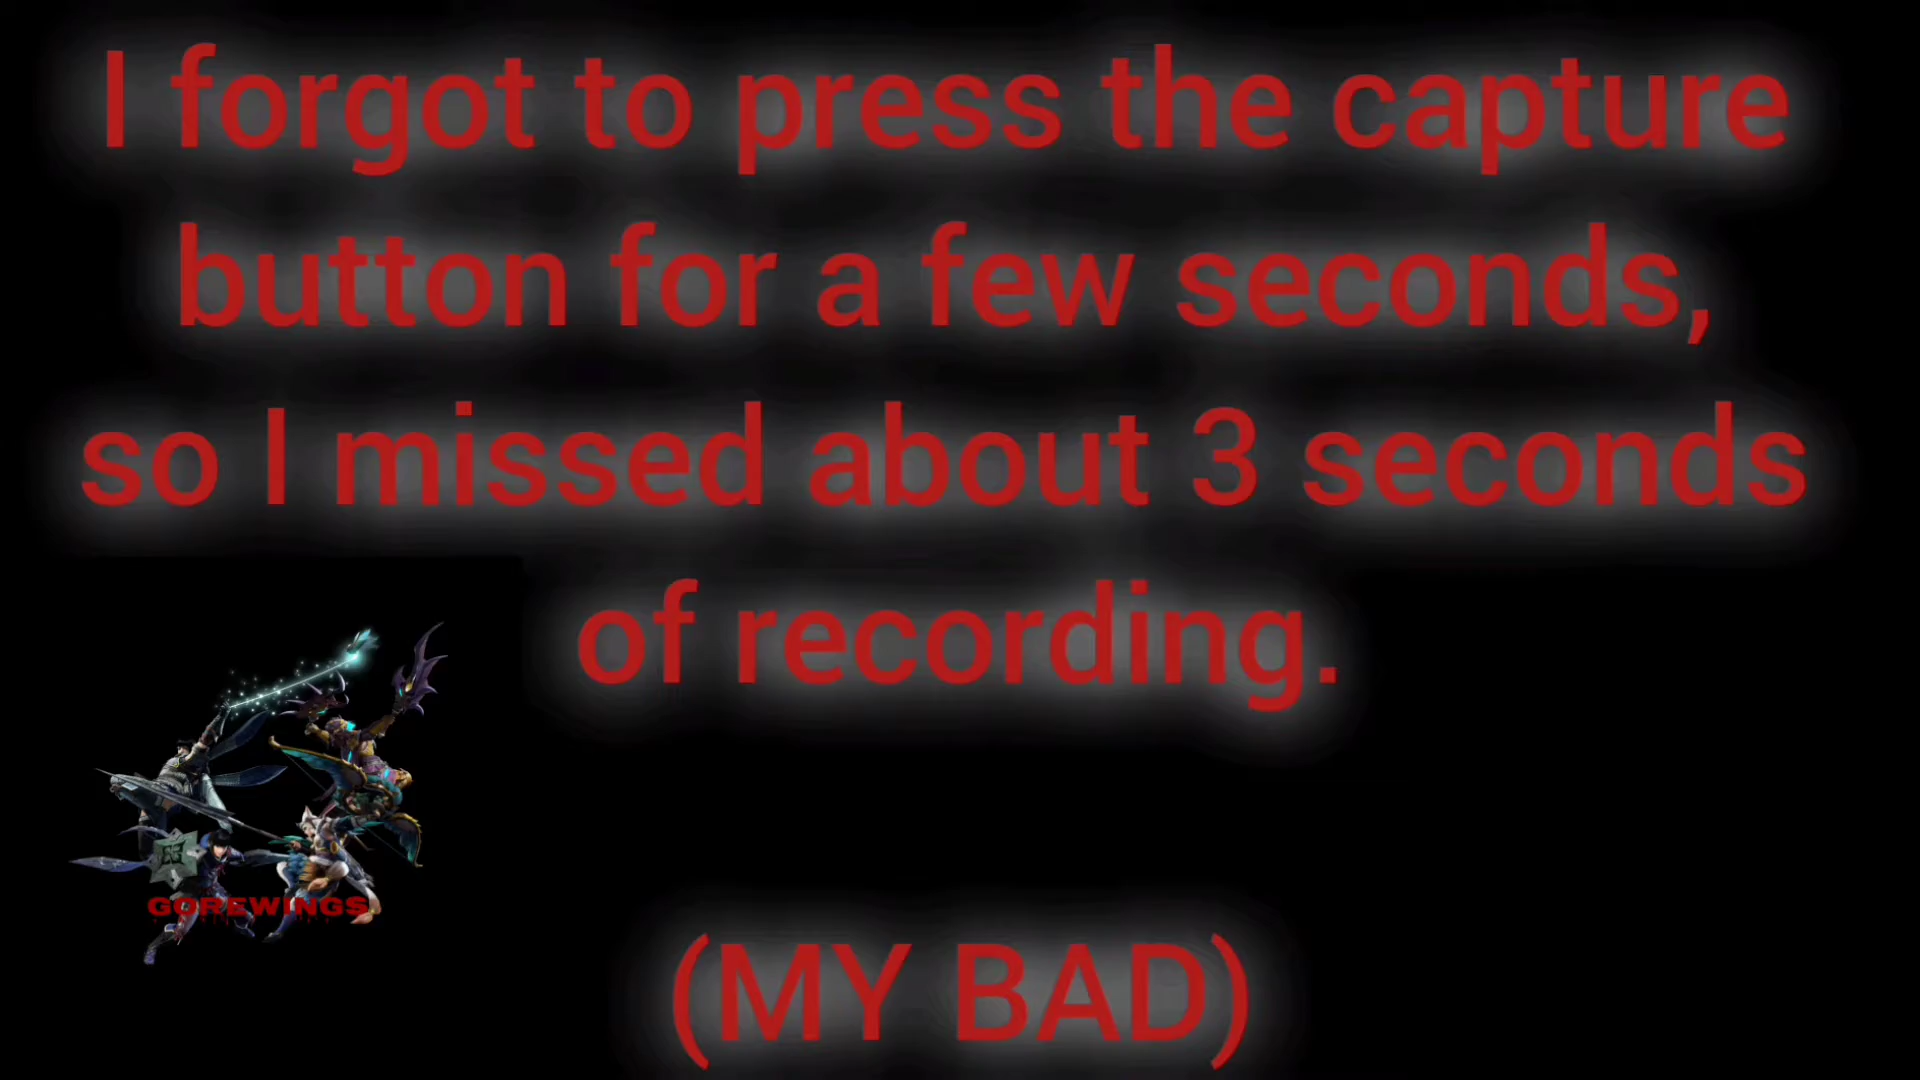 I forgot to press the capture
button for a few seconds,
so I missed about 3 seconds
of recording.
GOREWINGS
(MY BAD)